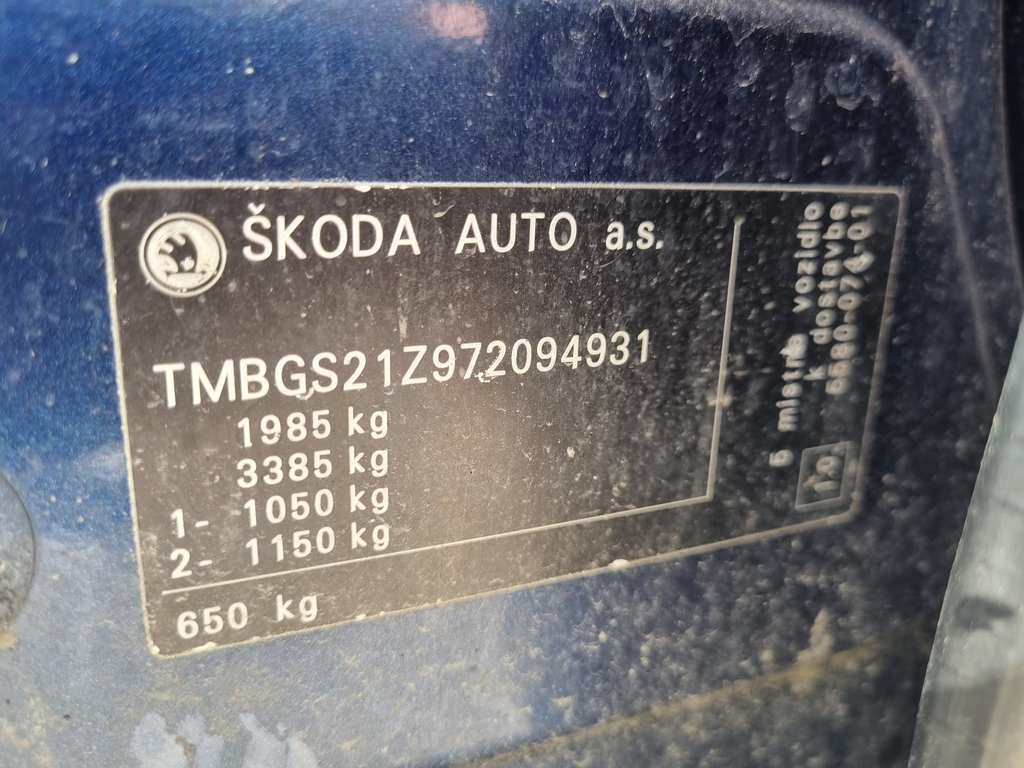 ŠKODA AUTO a.s.
TMBGS21Z972094931
1985 kg
3385 kg
1- 1050 kg
2- 1150 kg
650 kg
vozidlo
k dostavbe